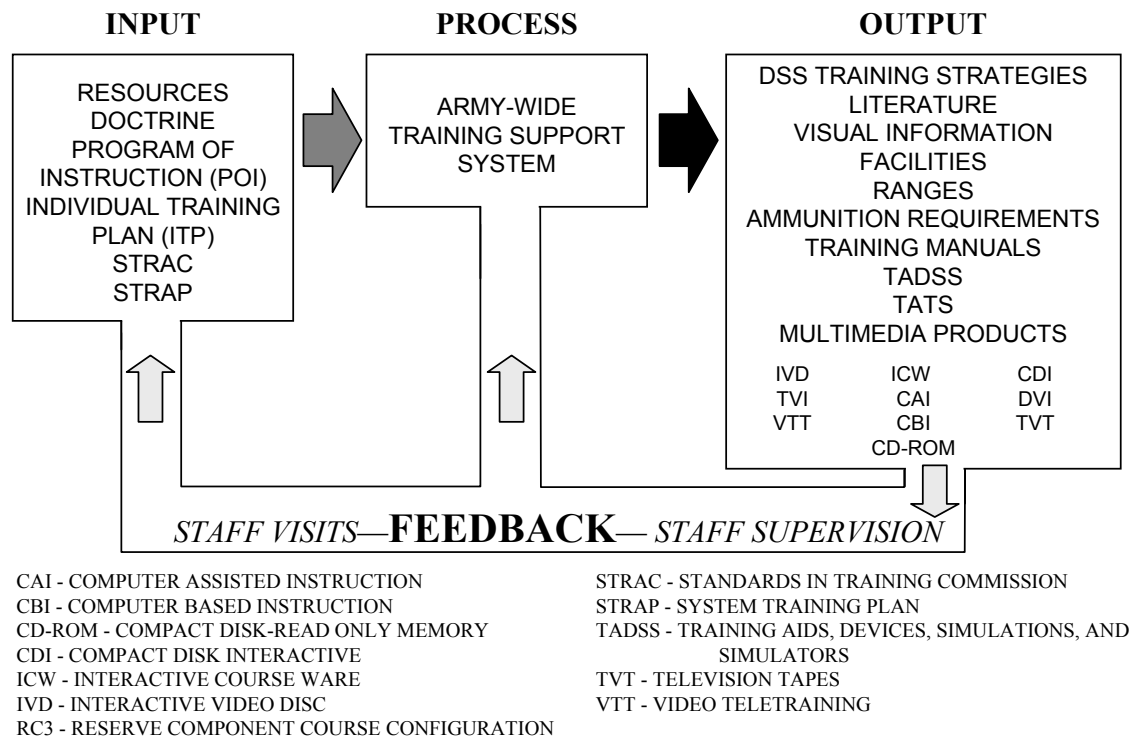 INPUT
PROCESS
OUTPUT
RESOURCES
DOCTRINE
PROGRAM OF
INSTRUCTION (POI)
INDIVIDUAL TRAINING
PLAN (ITP)
STRAC
STRAP
ARMY-WIDE
TRAINING SUPPORT
SYSTEM
DSS TRAINING STRATEGIES
LITERATURE
VISUAL INFORMATION
FACILITIES
RANGES
AMMUNITION REQUIREMENTS
TRAINING MANUALS
TADSS
TATS
MULTIMEDIA PRODUCTS
IVD ICW CDI
TVI CAI DVI
VTT CBI TVT
CD-ROM
STAFF VISITS—FEEDBACK— STAFF SUPERVISION
CAI - COMPUTER ASSISTED INSTRUCTION
CBI - COMPUTER BASED INSTRUCTION
CD-ROM - COMPACT DISK-READ ONLY MEMORY
CDI - COMPACT DISK INTERACTIVE
ICW - INTERACTIVE COURSE WARE
IVD - INTERACTIVE VIDEO DISC
RC3 - RESERVE COMPONENT COURSE CONFIGURATION
STRAC - STANDARDS IN TRAINING COMMISSION
STRAP - SYSTEM TRAINING PLAN
TADSS - TRAINING AIDS, DEVICES, SIMULATIONS, AND
SIMULATORS
TVT - TELEVISION TAPES
VTT - VIDEO TELETRAINING